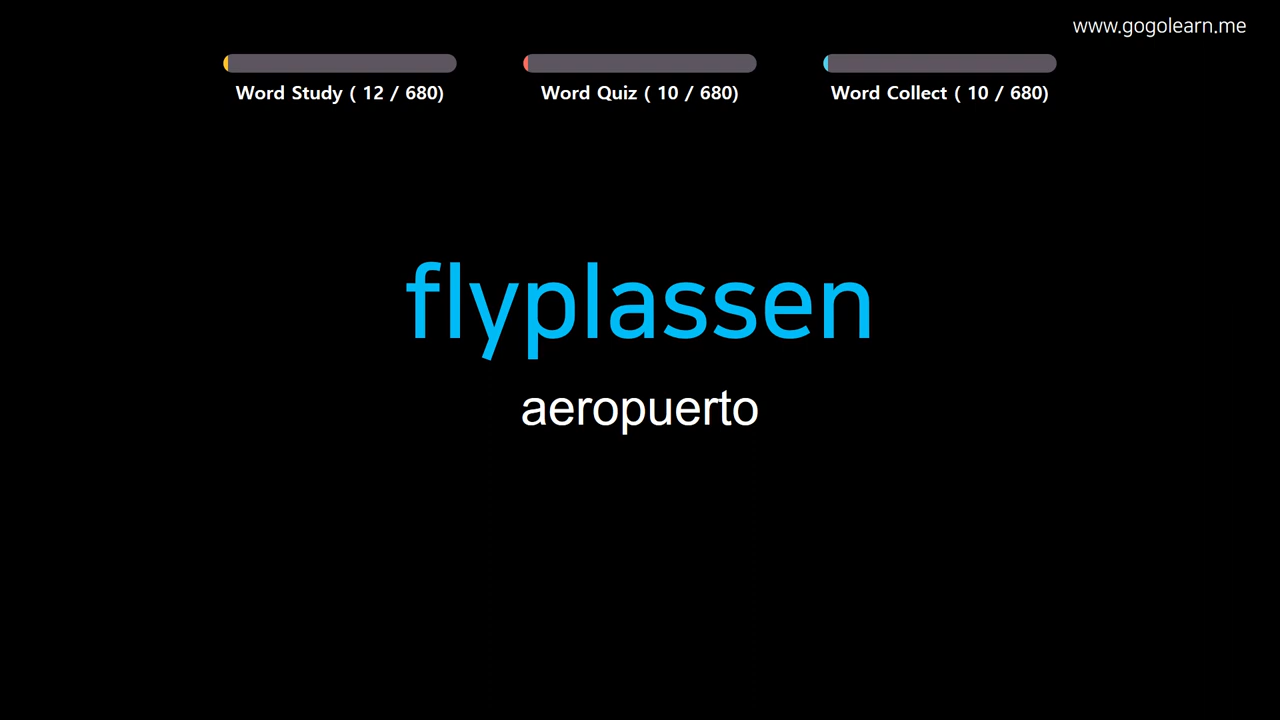 www.gogolearn.me
Word Study ( 12 / 680)
Word Quiz ( 10 / 680)
Word Collect ( 10 / 680)
flyplassen
aeropuerto